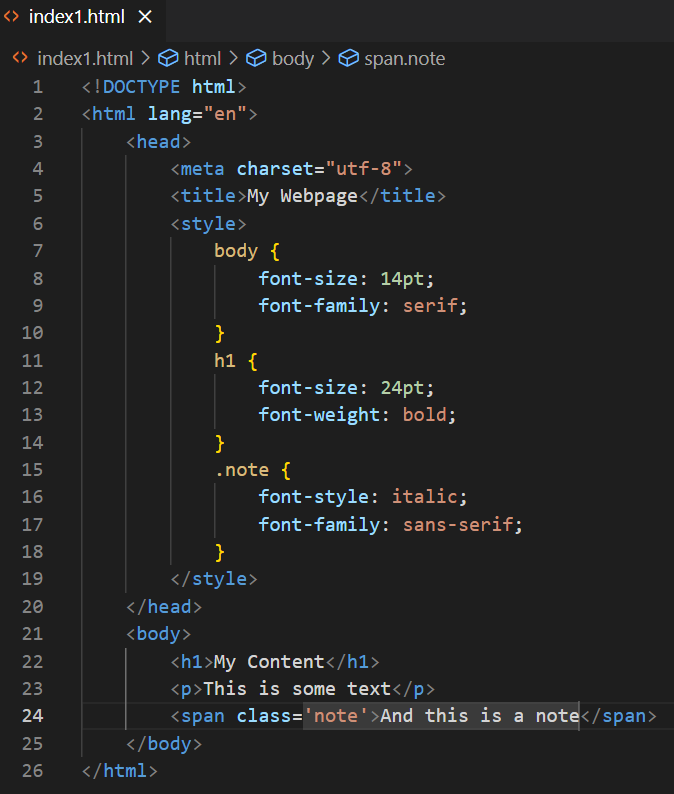 <> index1.html ×
<> index1.html > html > body > span.note
1 <!DOCTYPE html>
2 <html lang="en">
3     <head>
4         <meta charset="utf-8">
5         <title>My Webpage</title>
6         <style>
7             body {
8                 font-size: 14pt;
9                 font-family: serif;
10             }
11             h1 {
12                 font-size: 24pt;
13                 font-weight: bold;
14             }
15             .note {
16                 font-style: italic;
17                 font-family: sans-serif;
18             }
19         </style>
20     </head>
21     <body>
22         <h1>My Content</h1>
23         <p>This is some text</p>
24         <span class='note'>And this is a note</span>
25     </body>
26 </html>